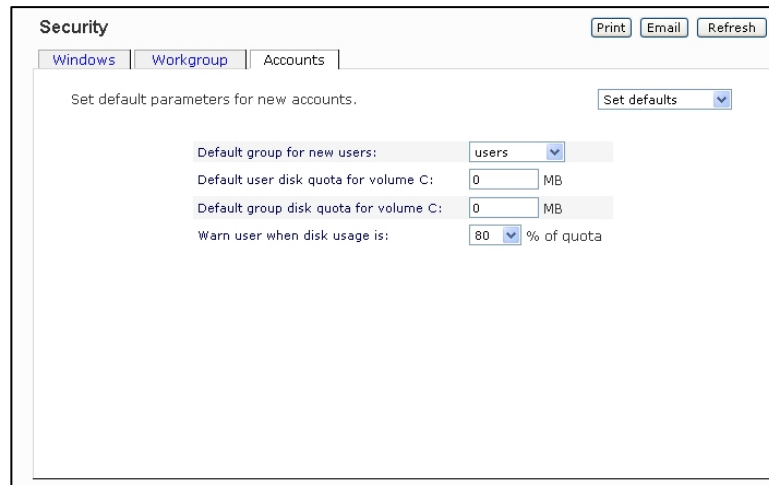 Security
Print Email Refresh
Windows Workgroup Accounts
Set default parameters for new accounts. Set defaults
Default group for new users: users
Default user disk quota for volume C: 0 MB
Default group disk quota for volume C: 0 MB
Warn user when disk usage is: 80 % of quota